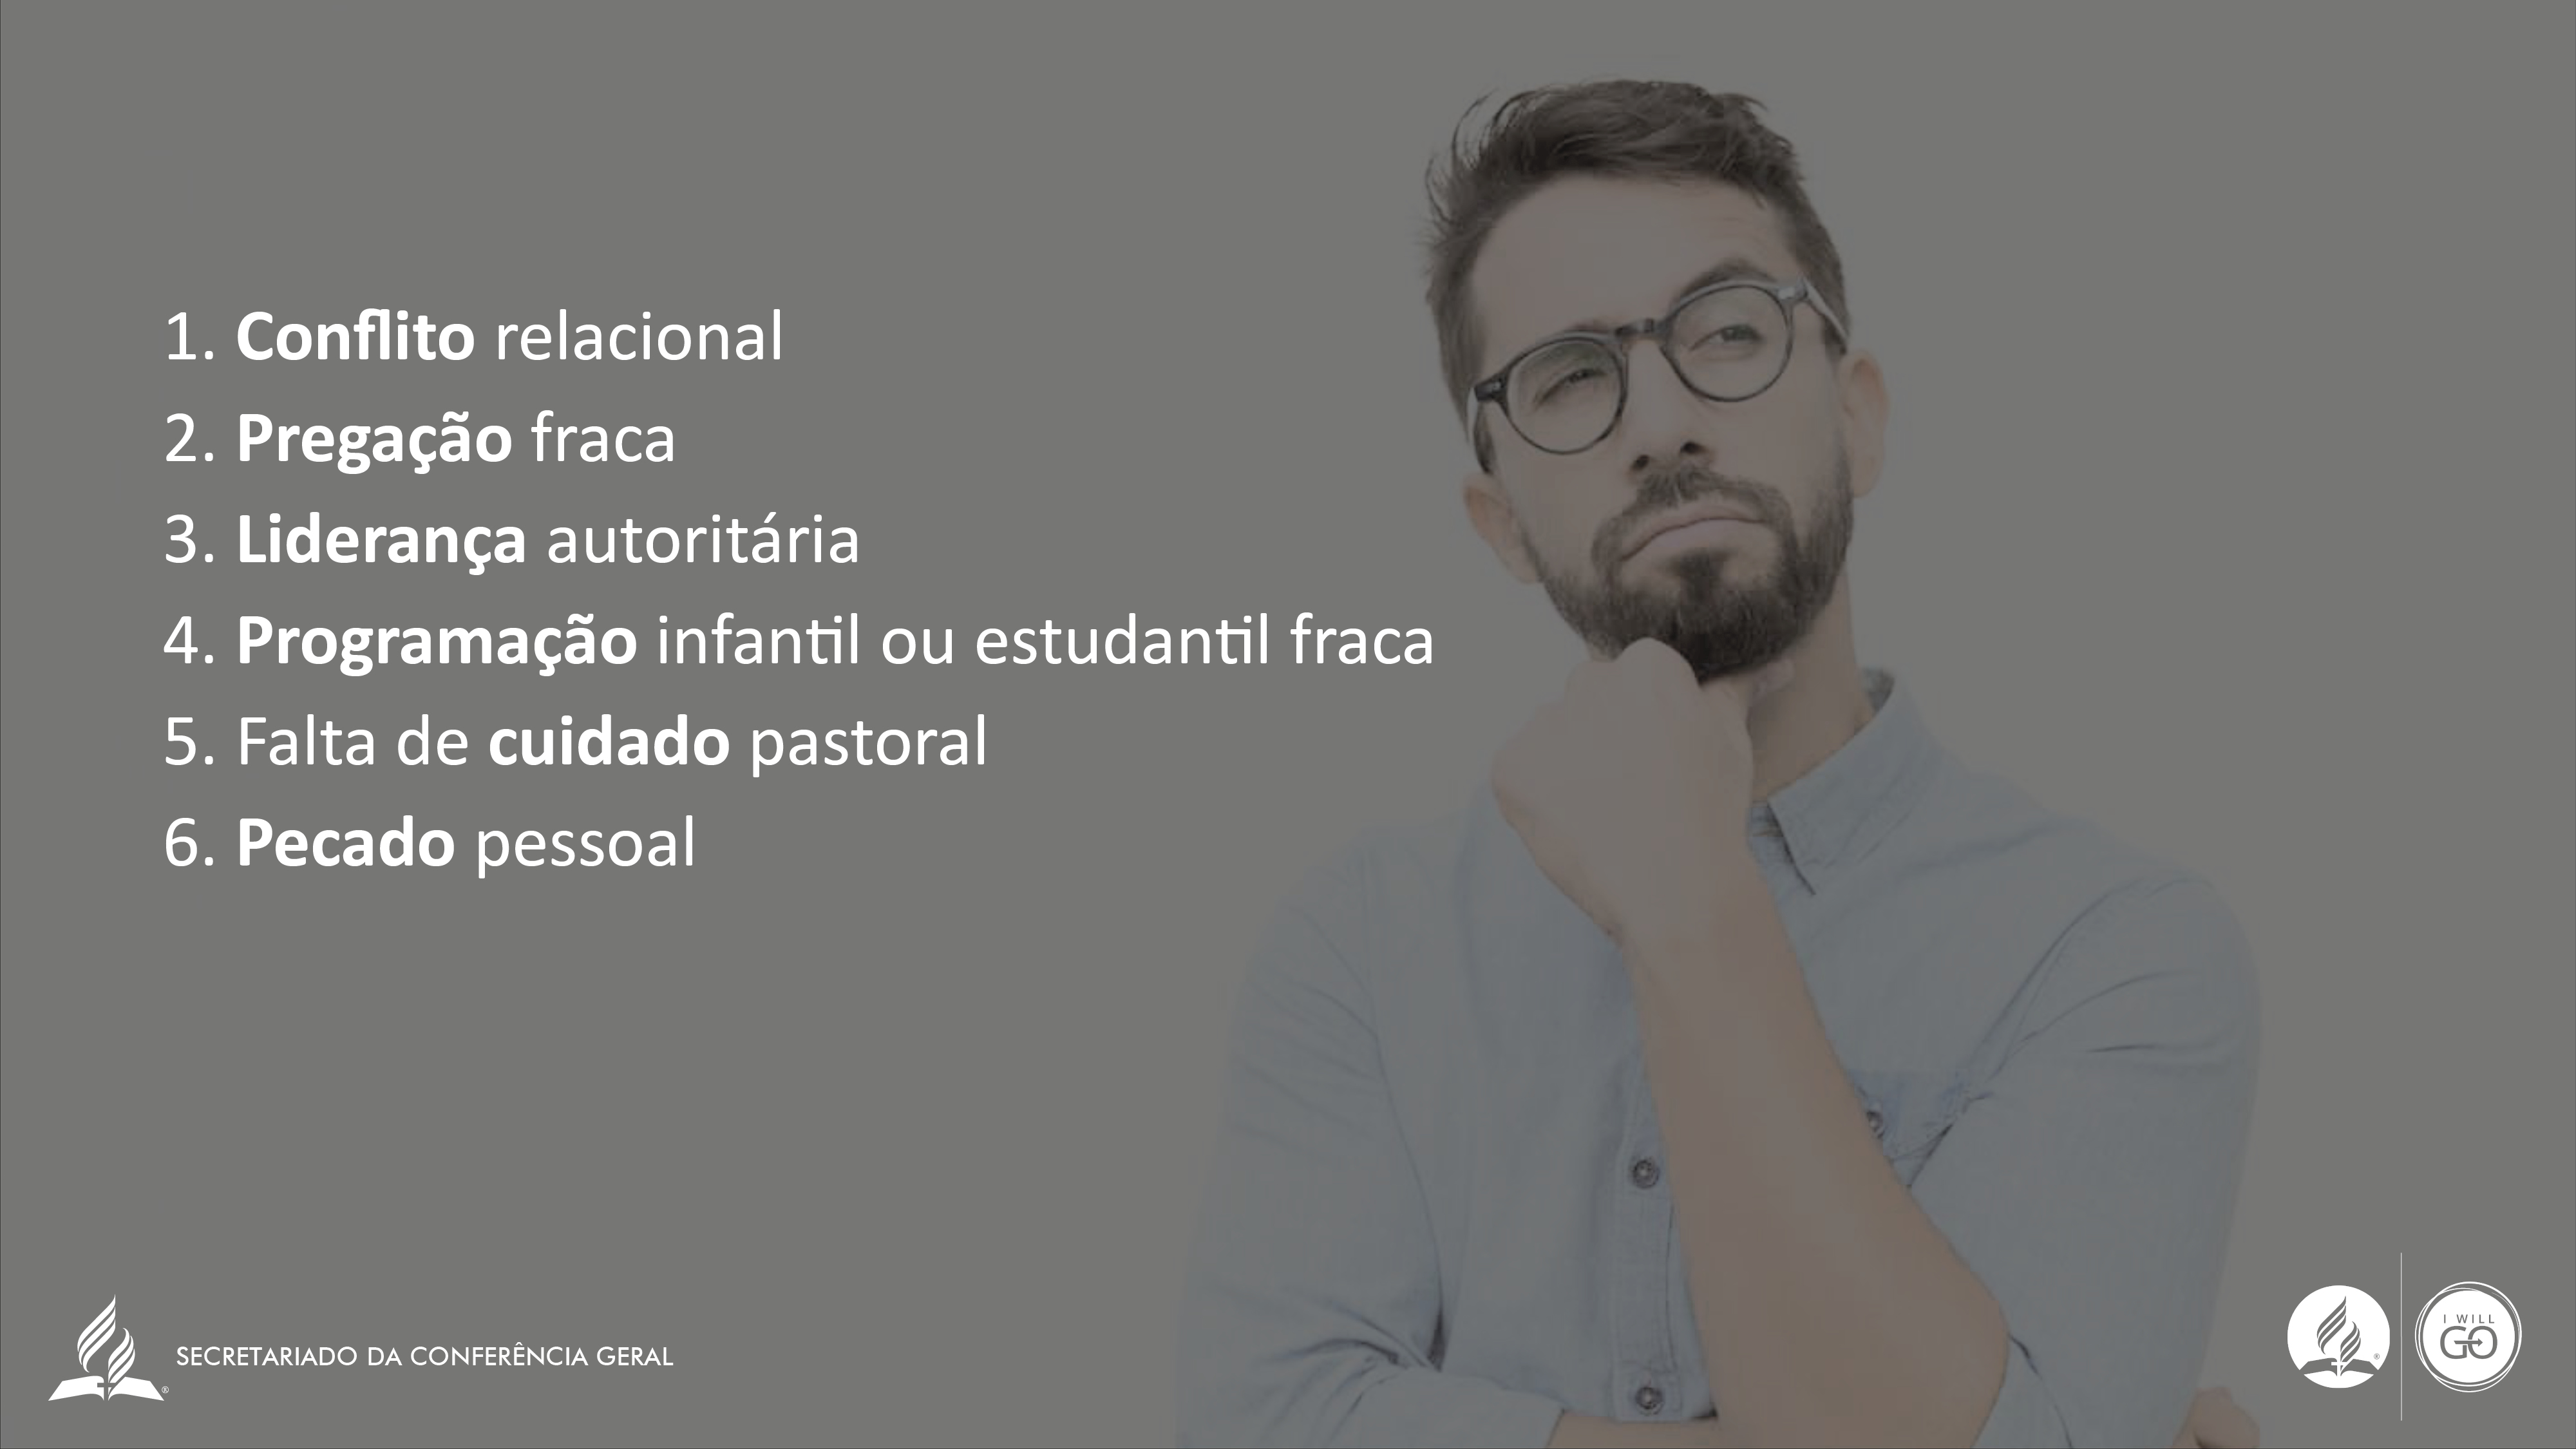 1. Conflito relacional
2. Pregação fraca
3. Liderança autoritária
4. Programação infantil ou estudantil fraca
5. Falta de cuidado pastoral
6. Pecado pessoal
SECRETARIADO DA CONFERÊNCIA GERAL
I WILL
GO